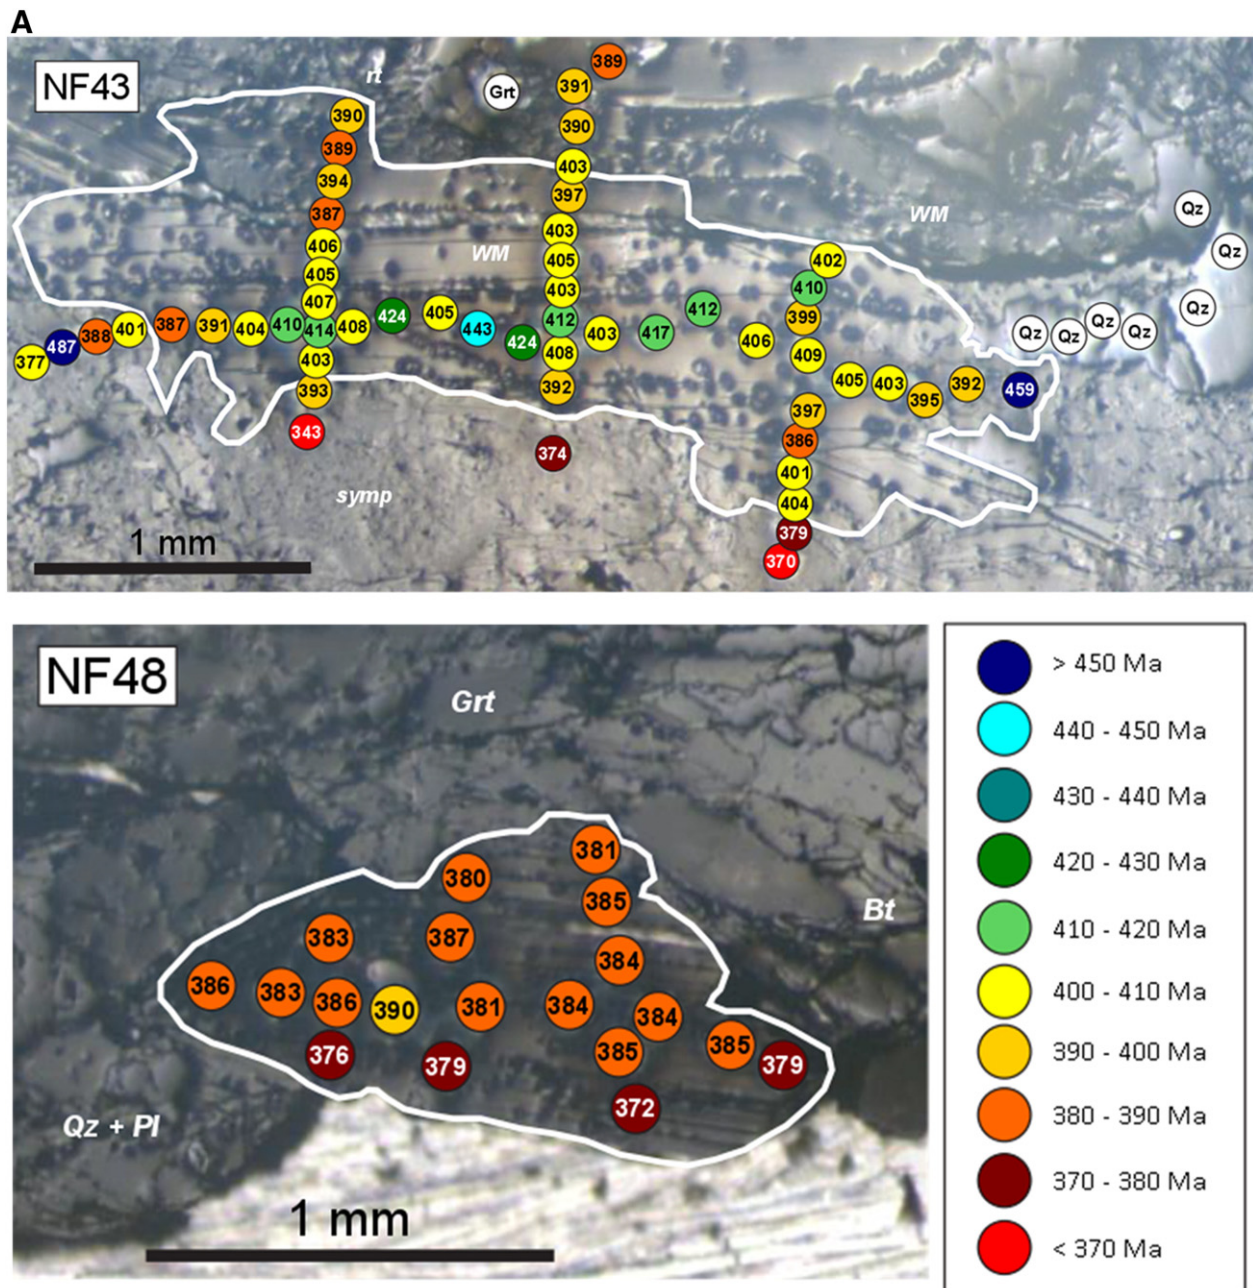 A
NF43
rt
Grt
389
391
390
390
389
403
394
397
387
WM
Qz
403
406
WM
405
402
Qz
405
403
410
407
412
399
Qz
377
487
388
401
387
391
404
410
414
408
424
405
443
424
412
403
417
412
406
409
Qz
Qz
Qz
Qz
403
408
393
392
405
403
395
392
459
397
343
386
374
401
symp
404
379
1 mm
370
NF48
Grt
381
380
385
Bt
383
387
384
386
383
386
390
381
384
384
385
385
376
379
379
372
Qz + Pl
1 mm
> 450 Ma
440 - 450 Ma
430 - 440 Ma
420 - 430 Ma
410 - 420 Ma
400 - 410 Ma
390 - 400 Ma
380 - 390 Ma
370 - 380 Ma
< 370 Ma